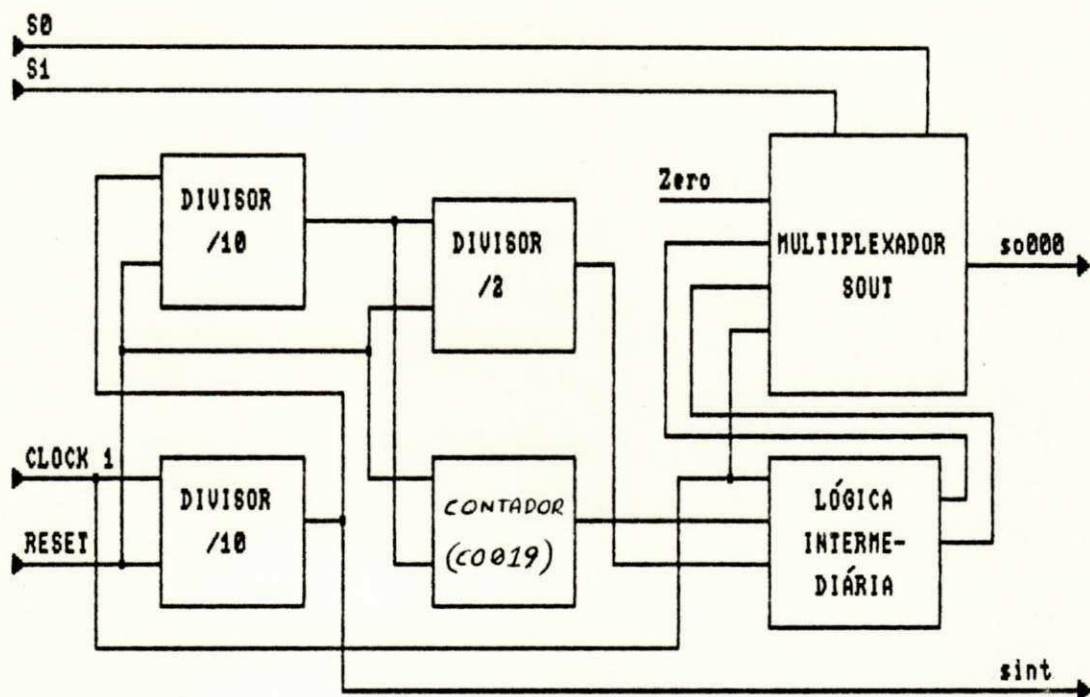 S0
S1
DIVISOR
/10
DIVISOR
/2
Zero
MULTIPLEXADOR
SOUT
so000
CLOCK 1
RESET
DIVISOR
/10
CONTADOR
(CO019)
LÓGICA
INTERME-
DIÁRIA
sint